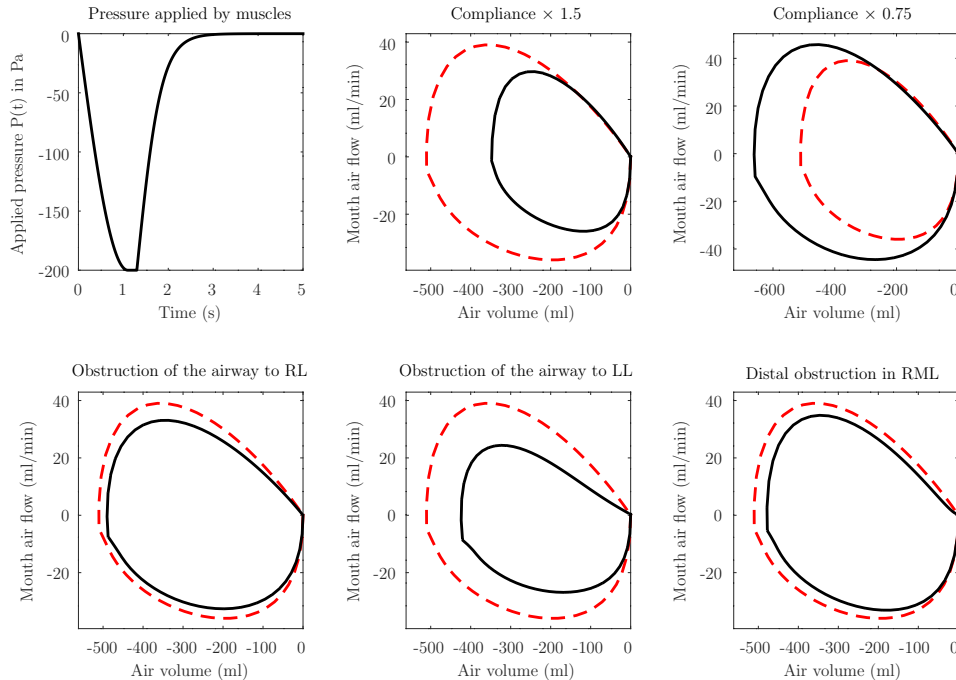 Pressure applied by muscles
Applied pressure P(t) in Pa
0
-50
-100
-150
-200
0 1 2 3 4 5
Time (s)
Compliance × 1.5
Mouth air flow (ml/min)
40
20
0
-20
-500 -400 -300 -200 -100 0
Air volume (ml)
Compliance × 0.75
Mouth air flow (ml/min)
40
20
0
-20
-40
-600 -400 -200 0
Air volume (ml)
Obstruction of the airway to RL
Mouth air flow (ml/min)
40
20
0
-20
-500 -400 -300 -200 -100 0
Air volume (ml)
Obstruction of the airway to LL
Mouth air flow (ml/min)
40
20
0
-20
-500 -400 -300 -200 -100 0
Air volume (ml)
Distal obstruction in RML
Mouth air flow (ml/min)
40
20
0
-20
-500 -400 -300 -200 -100 0
Air volume (ml)